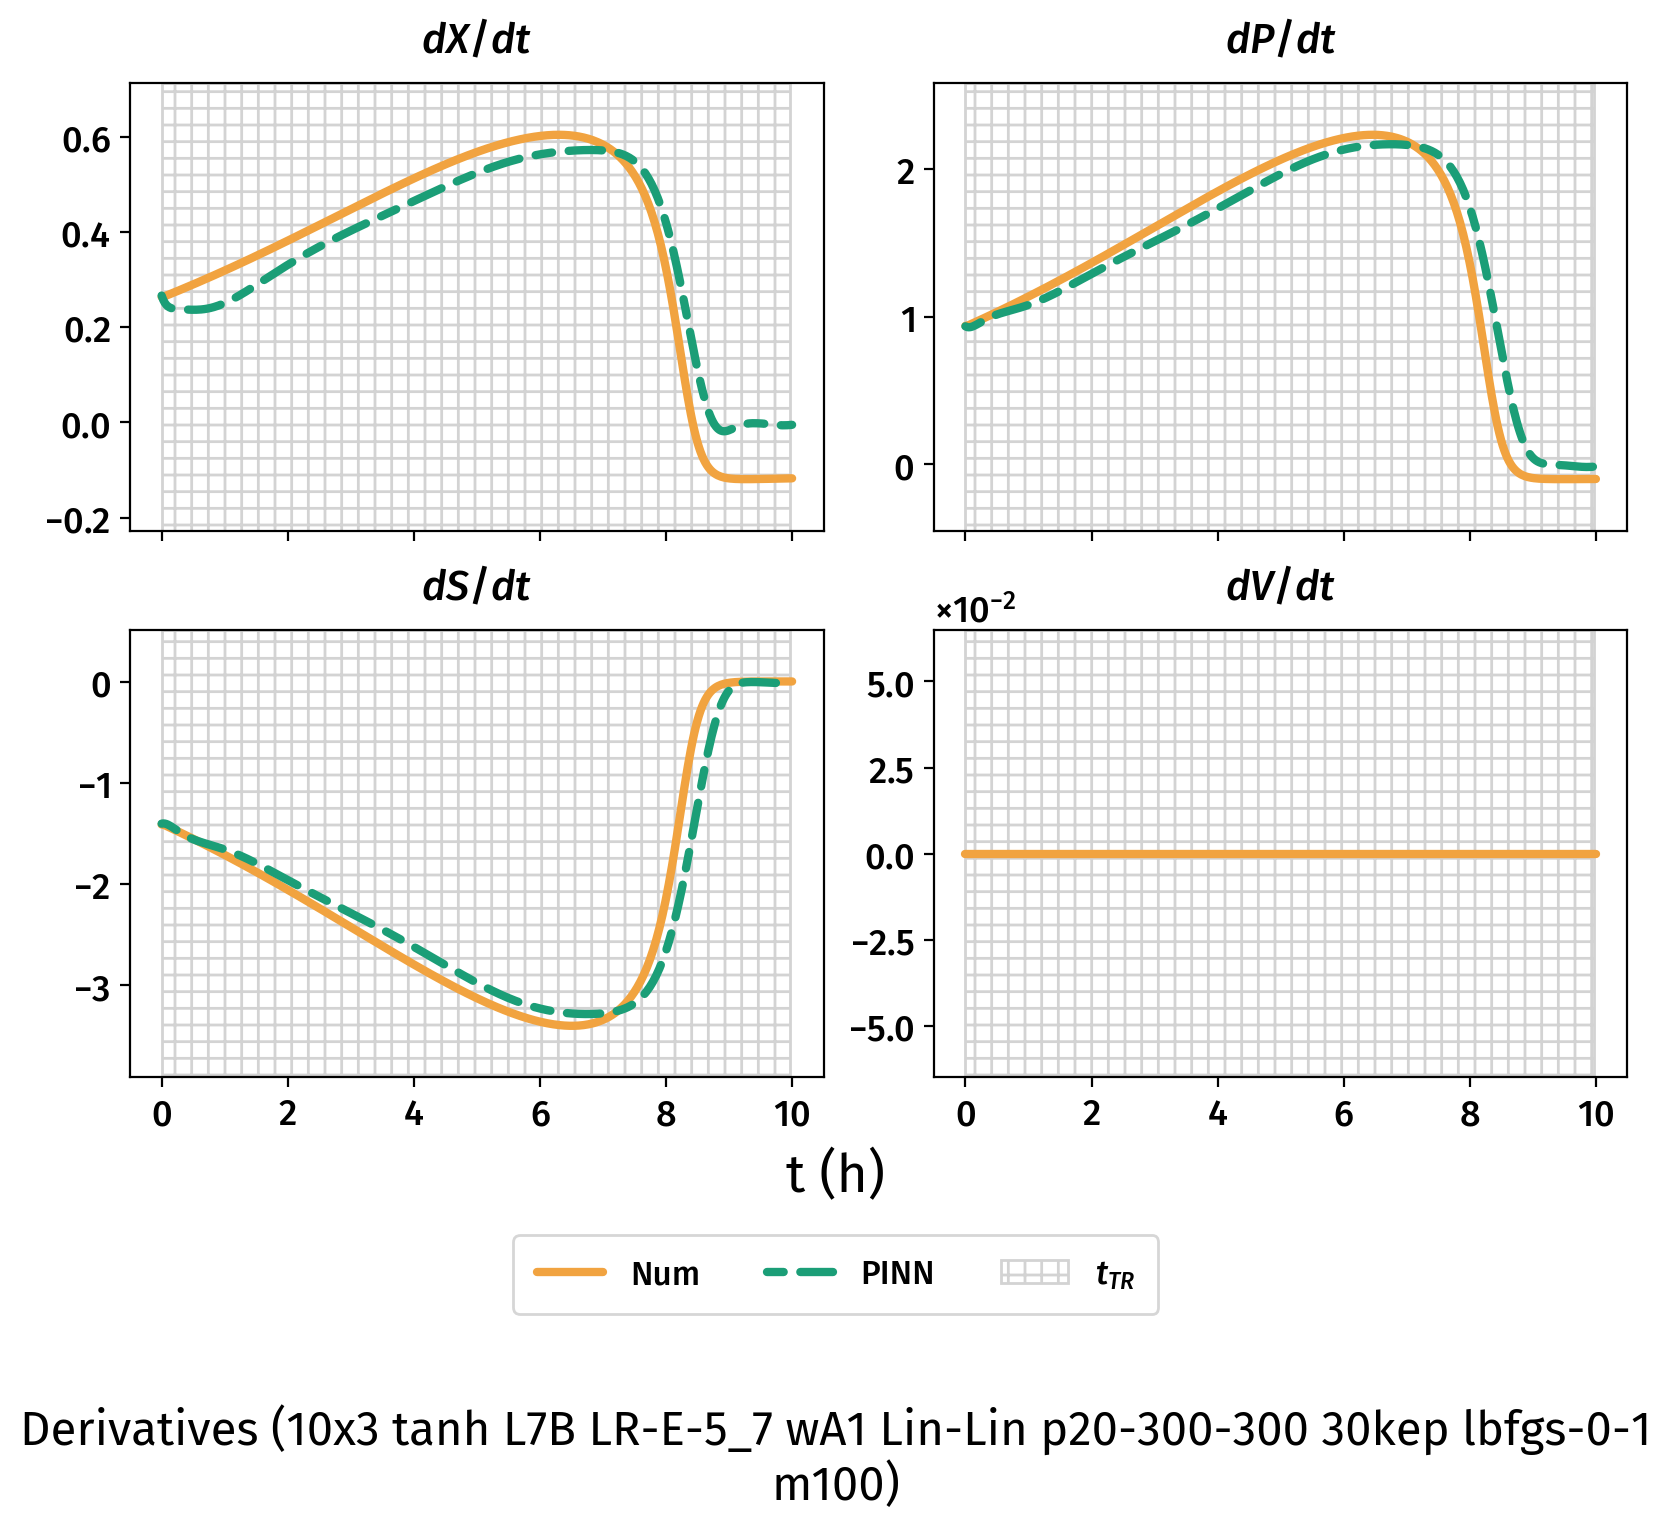 dX/dt
dP/dt
0.6
0.4
0.2
0.0
−0.2
2
1
0
dS/dt
dV/dt
×10⁻²
0
−1
−2
−3
5.0
2.5
0.0
−2.5
−5.0
0 2 4 6 8 10
0 2 4 6 8 10
t (h)
Num PINN t_TR
Derivatives (10x3 tanh L7B LR-E-5_7 wA1 Lin-Lin p20-300-300 30kep lbfgs-0-1
m100)